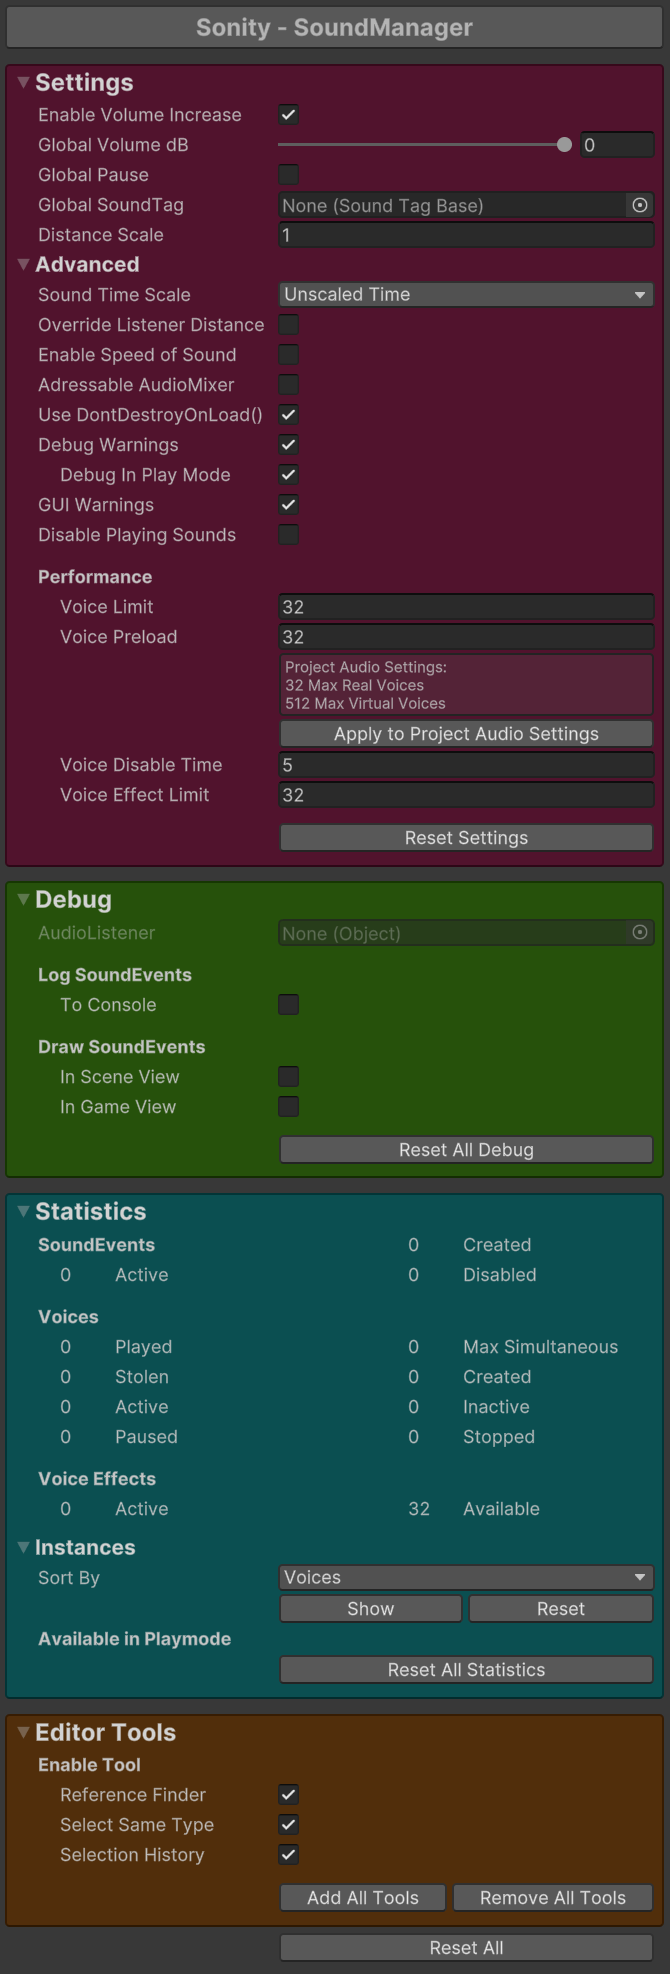 Sonity - SoundManager
Settings
Enable Volume Increase
Global Volume dB 0
Global Pause
Global SoundTag None (Sound Tag Base)
Distance Scale 1
Advanced
Sound Time Scale Unscaled Time
Override Listener Distance
Enable Speed of Sound
Adressable AudioMixer
Use DontDestroyOnLoad()
Debug Warnings
Debug In Play Mode
GUI Warnings
Disable Playing Sounds
Performance
Voice Limit 32
Voice Preload 32
Project Audio Settings:
32 Max Real Voices
512 Max Virtual Voices
Apply to Project Audio Settings
Voice Disable Time 5
Voice Effect Limit 32
Reset Settings
Debug
AudioListener None (Object)
Log SoundEvents
To Console
Draw SoundEvents
In Scene View
In Game View
Reset All Debug
Statistics
SoundEvents 0 Created
0 Active 0 Disabled
Voices
0 Played 0 Max Simultaneous
0 Stolen 0 Created
0 Active 0 Inactive
0 Paused 0 Stopped
Voice Effects
0 Active 32 Available
Instances
Sort By Voices
Show Reset
Available in Playmode
Reset All Statistics
Editor Tools
Enable Tool
Reference Finder
Select Same Type
Selection History
Add All Tools Remove All Tools
Reset All